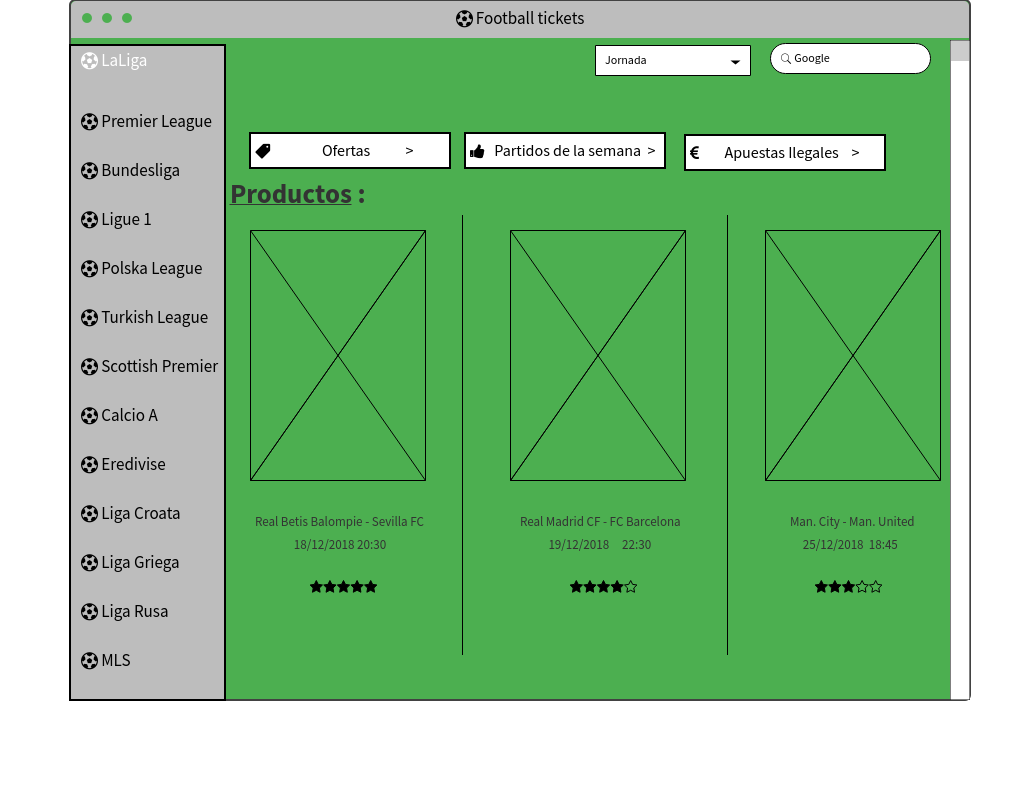 Football tickets
LaLiga
Jornada
Google
Premier League
Bundesliga
Ligue 1
Polska League
Turkish League
Scottish Premier
Calcio A
Eredivise
Liga Croata
Liga Griega
Liga Rusa
MLS
Ofertas >
Partidos de la semana >
€ Apuestas Ilegales >
Productos :
Real Betis Balompie - Sevilla FC
18/12/2018 20:30
Real Madrid CF - FC Barcelona
19/12/2018 22:30
Man. City - Man. United
25/12/2018 18:45